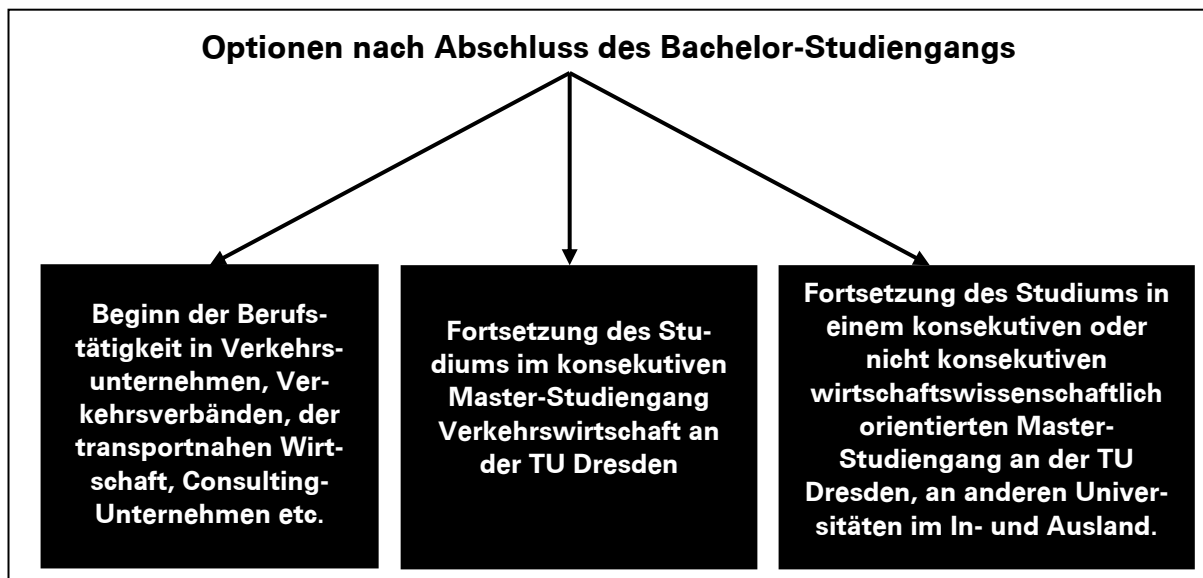 Optionen nach Abschluss des Bachelor-Studiengangs
Beginn der Berufs-
tätigkeit in Verkehrs-
unternehmen, Ver-
kehrsverbänden, der
transportnahen Wirt-
schaft, Consulting-
Unternehmen etc.
Fortsetzung des Stu-
diums im konsekutiven
Master-Studiengang
Verkehrswirtschaft an
der TU Dresden
Fortsetzung des Studiums in
einem konsekutiven oder
nicht konsekutiven
wirtschaftswissenschaftlich
orientierten Master-
Studiengang an der TU
Dresden, an anderen Univer-
sitäten im In- und Ausland.